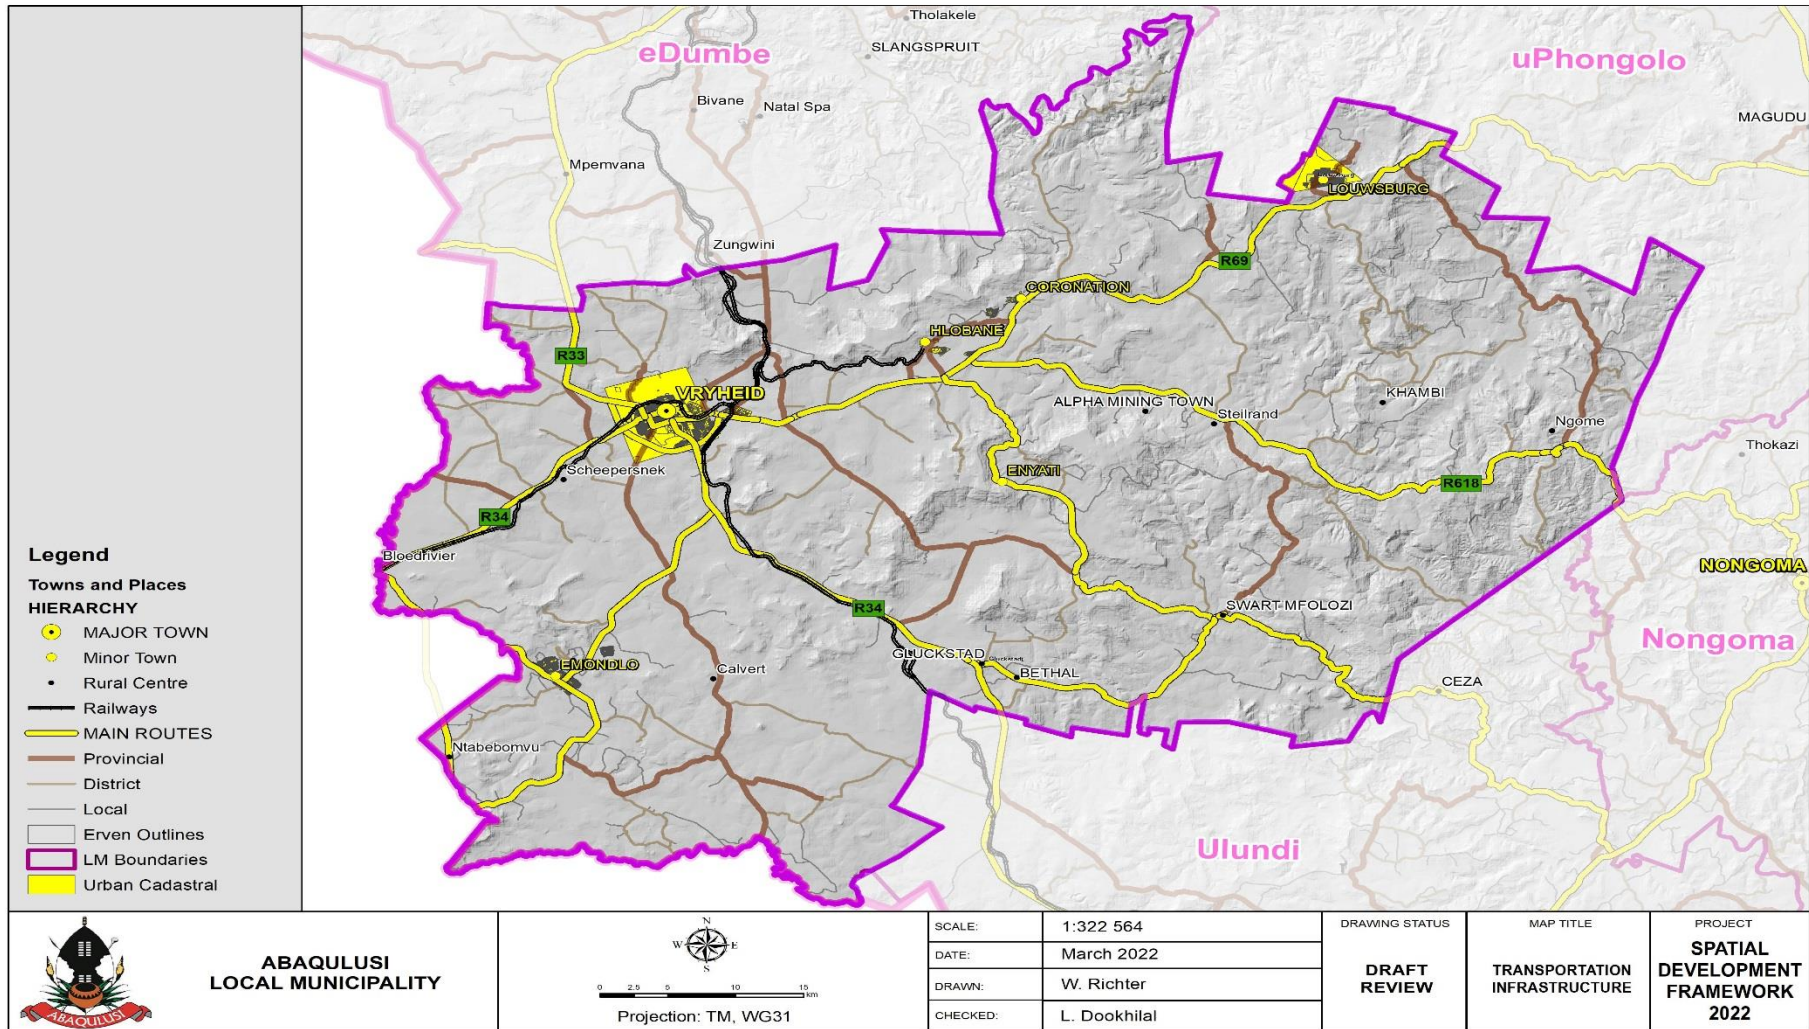 Tholakele
SLANGSPRUIT
eDumbe
uPhongolo
Bivane
Natal Spa
MAGUDU
Mpemvana
LOUWSBURG
Zungwini
R69
CORONATION
HLOBANE
R33
VRYHEID
ALPHA MINING TOWN
KHAMBI
Steilrand
Ngome
Thokazi
Scheepersnek
ENYATI
R618
R34
Bloedrivier
NONGOMA
R34
SWART MFOLOZI
Nongoma
GLUCKSTAD
Gluckstadt
EMONDLO
Calvert
BETHAL
CEZA
Ntabebomvu
Ulundi
Legend
Towns and Places
HIERARCHY
MAJOR TOWN
Minor Town
Rural Centre
Railways
MAIN ROUTES
Provincial
District
Local
Erven Outlines
LM Boundaries
Urban Cadastral
ABAQULUSI
ABAQULUSI
LOCAL MUNICIPALITY
N
W E
S
0 2.5 5 10 15
km
Projection: TM, WG31
SCALE: 1:322 564
DATE: March 2022
DRAWN: W. Richter
CHECKED: L. Dookhilal
DRAWING STATUS
DRAFT
REVIEW
MAP TITLE
TRANSPORTATION
INFRASTRUCTURE
PROJECT
SPATIAL
DEVELOPMENT
FRAMEWORK
2022